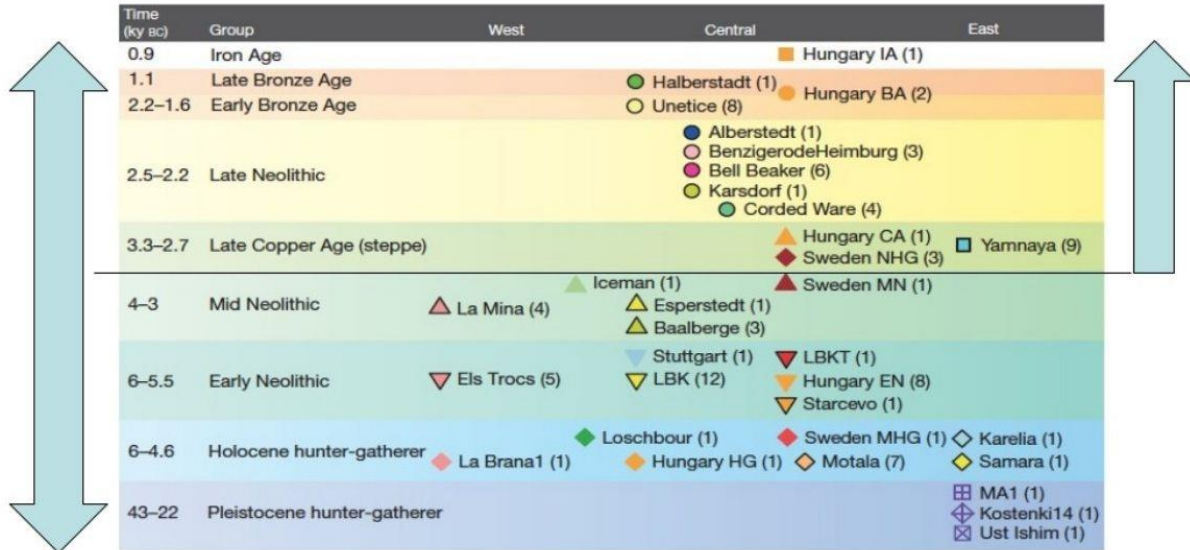 Time
(ky BC) Group West Central East
0.9 Iron Age Hungary IA (1)
1.1 Late Bronze Age Halberstadt (1)
Hungary BA (2)
2.2–1.6 Early Bronze Age Unetice (8)
Alberstedt (1)
BenzigerodeHeimburg (3)
2.5–2.2 Late Neolithic Bell Beaker (6)
Karsdorf (1)
Corded Ware (4)
3.3–2.7 Late Copper Age (steppe) Hungary CA (1) Yamnaya (9)
Sweden NHG (3)
Iceman (1) Sweden MN (1)
4–3 Mid Neolithic La Mina (4) Esperstedt (1)
Baalberge (3)
Stuttgart (1) LBKT (1)
6–5.5 Early Neolithic Els Trocs (5) LBK (12) Hungary EN (8)
Starcevo (1)
Loschbour (1) Sweden MHG (1) Karelia (1)
6–4.6 Holocene hunter-gatherer La Brana1 (1) Hungary HG (1) Motala (7) Samara (1)
MA1 (1)
43–22 Pleistocene hunter-gatherer Kostenki14 (1)
Ust Ishim (1)